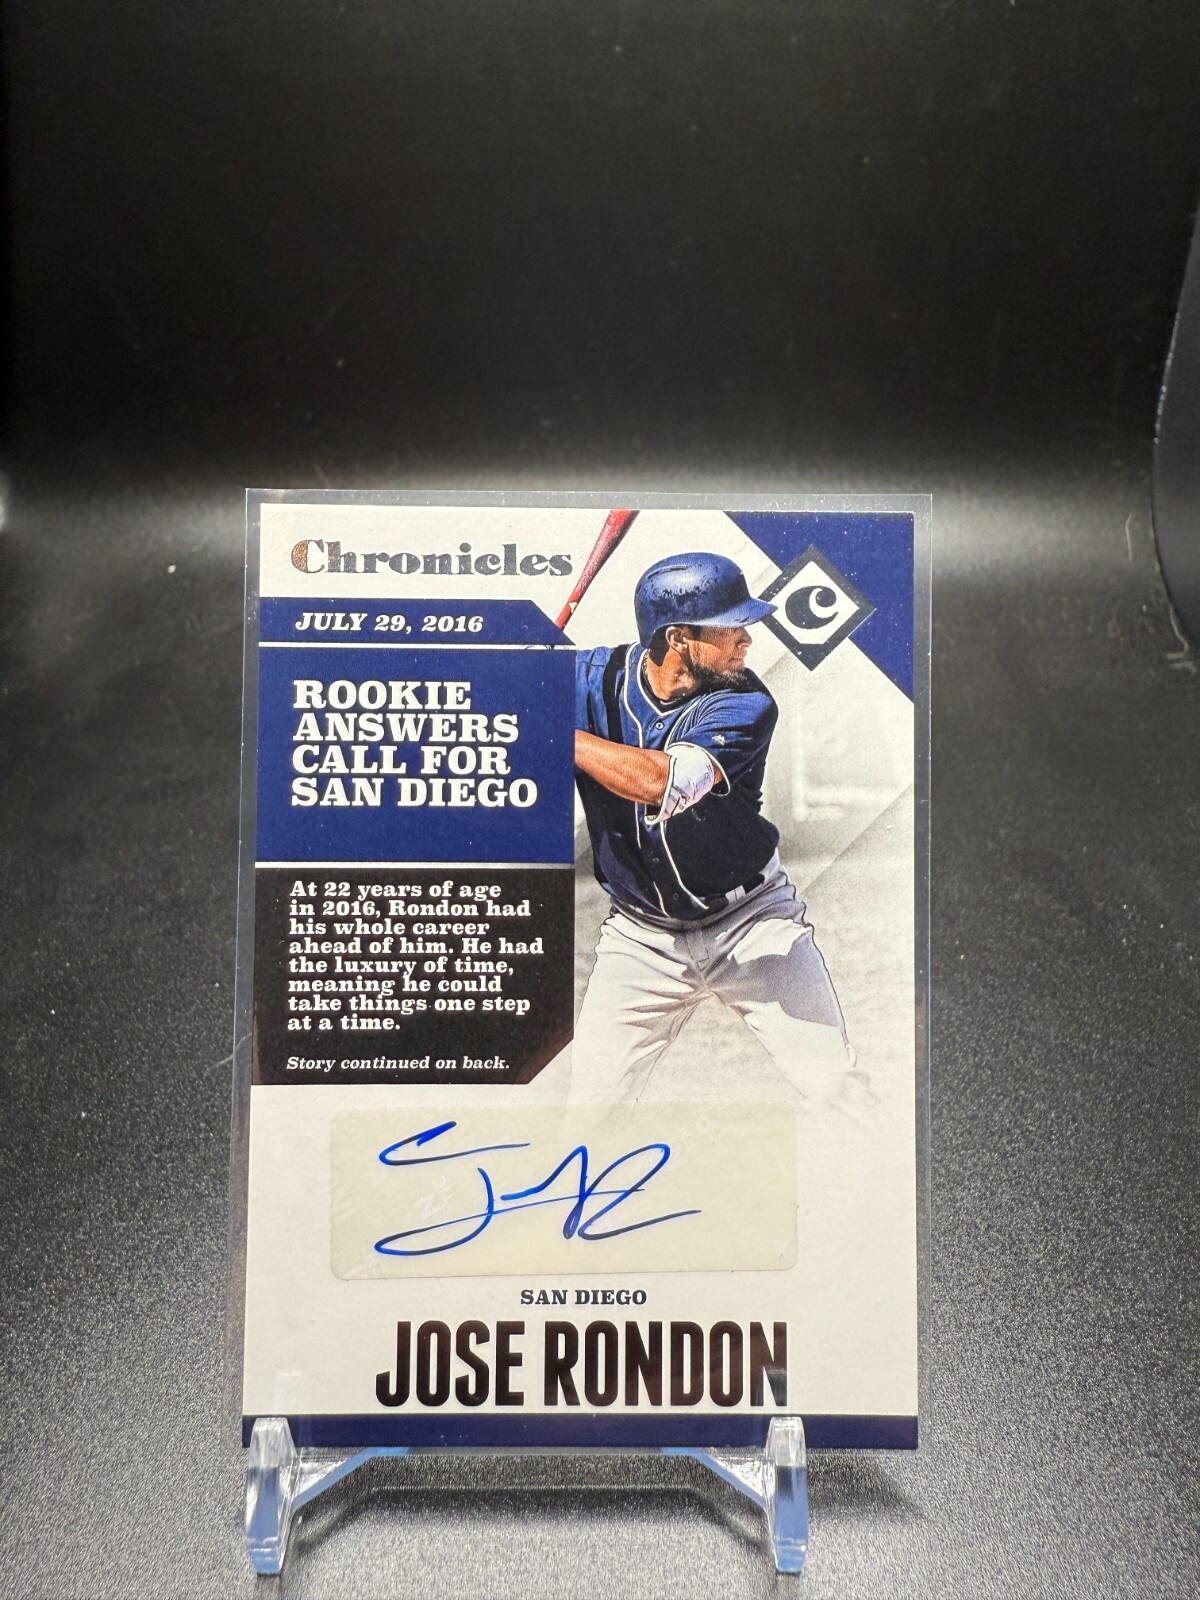 Chronicles
C
JULY 29, 2016
ROOKIE
ANSWERS
CALL FOR
SAN DIEGO
At 22 years of age
in 2016, Rondon had
his whole career
ahead of him. He had
the luxury of time,
meaning he could
take things one step
at a time.
Story continued on back.
SAN DIEGO
JOSE RONDON